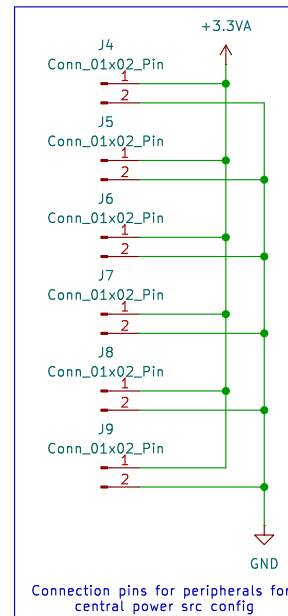 +3.3VA
J4
Conn_01x02_Pin
1
2
J5
Conn_01x02_Pin
1
2
J6
Conn_01x02_Pin
1
2
J7
Conn_01x02_Pin
1
2
J8
Conn_01x02_Pin
1
2
J9
Conn_01x02_Pin
1
2
GND
Connection pins for peripherals for
central power src config